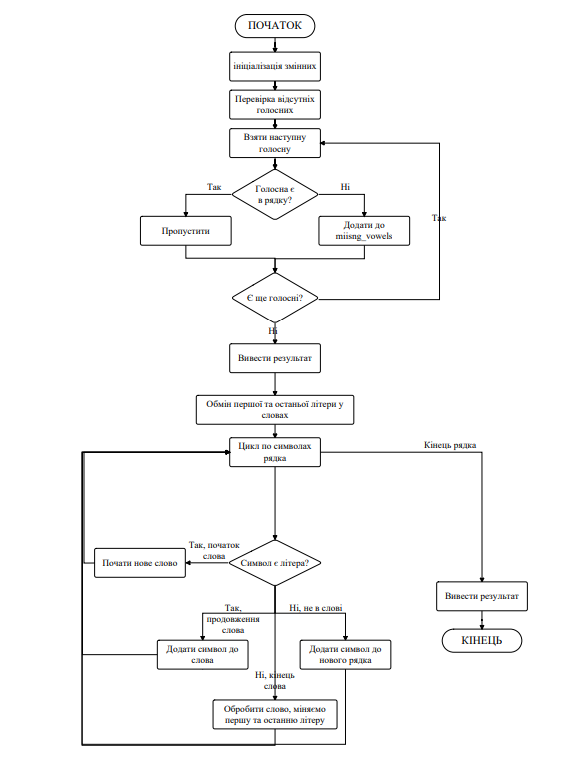 ПОЧАТОК
ініціалізація змінних
Перевірка відсутніх
голосних
Взяти наступну
голосну
Голосна є
в рядку?
Так
Ні
Пропустити
Додати до
miisng_vowels
Так
Є ще голосні?
Ні
Вивести результат
Обмін першої та останьої літери у
словах
Цикл по символах
рядка
Кінець рядка
Так, початок
слова
Почати нове слово
Символ є літера?
Вивести результат
КІНЕЦЬ
Так,
продовження
слова
Ні, не в слові
Додати символ до
слова
Додати символ до
нового рядка
Ні, кінець
слова
Обробити слово, міняємо
першу та останню літеру